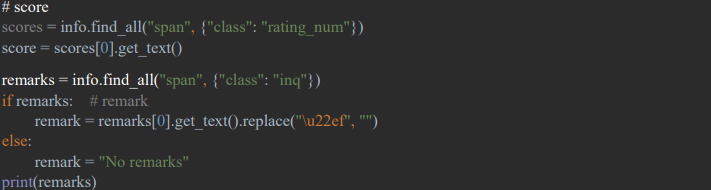 # score
scores = info.find_all("span", {"class": "rating_num"})
score = scores[0].get_text()
remarks = info.find_all("span", {"class": "inq"})
if remarks: # remark
remark = remarks[0].get_text().replace("\u22ef", "")
else:
remark = "No remarks"
print(remarks)